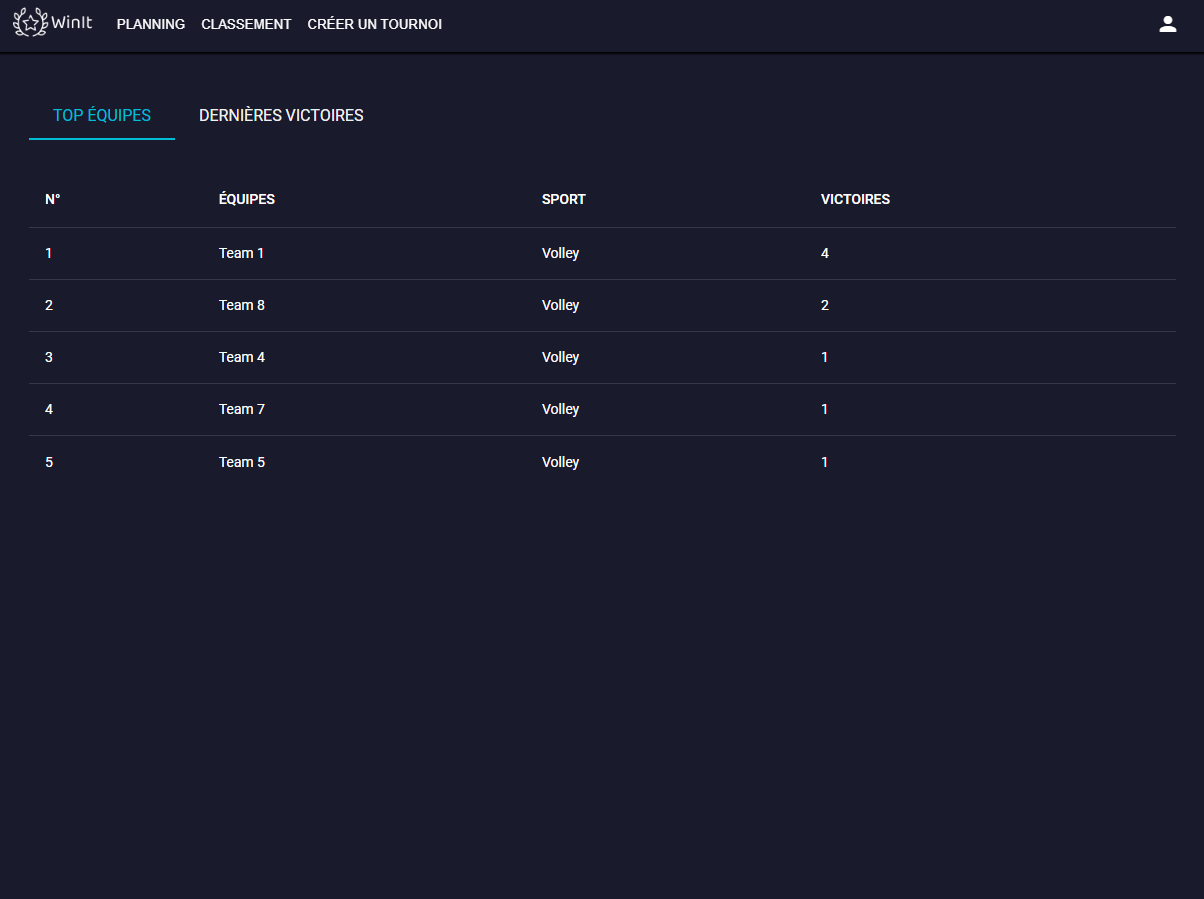 WinIt PLANNING CLASSEMENT CRÉER UN TOURNOI
TOP ÉQUIPES DERNIÈRES VICTOIRES
N° ÉQUIPES SPORT VICTOIRES
1 Team 1 Volley 4
2 Team 8 Volley 2
3 Team 4 Volley 1
4 Team 7 Volley 1
5 Team 5 Volley 1